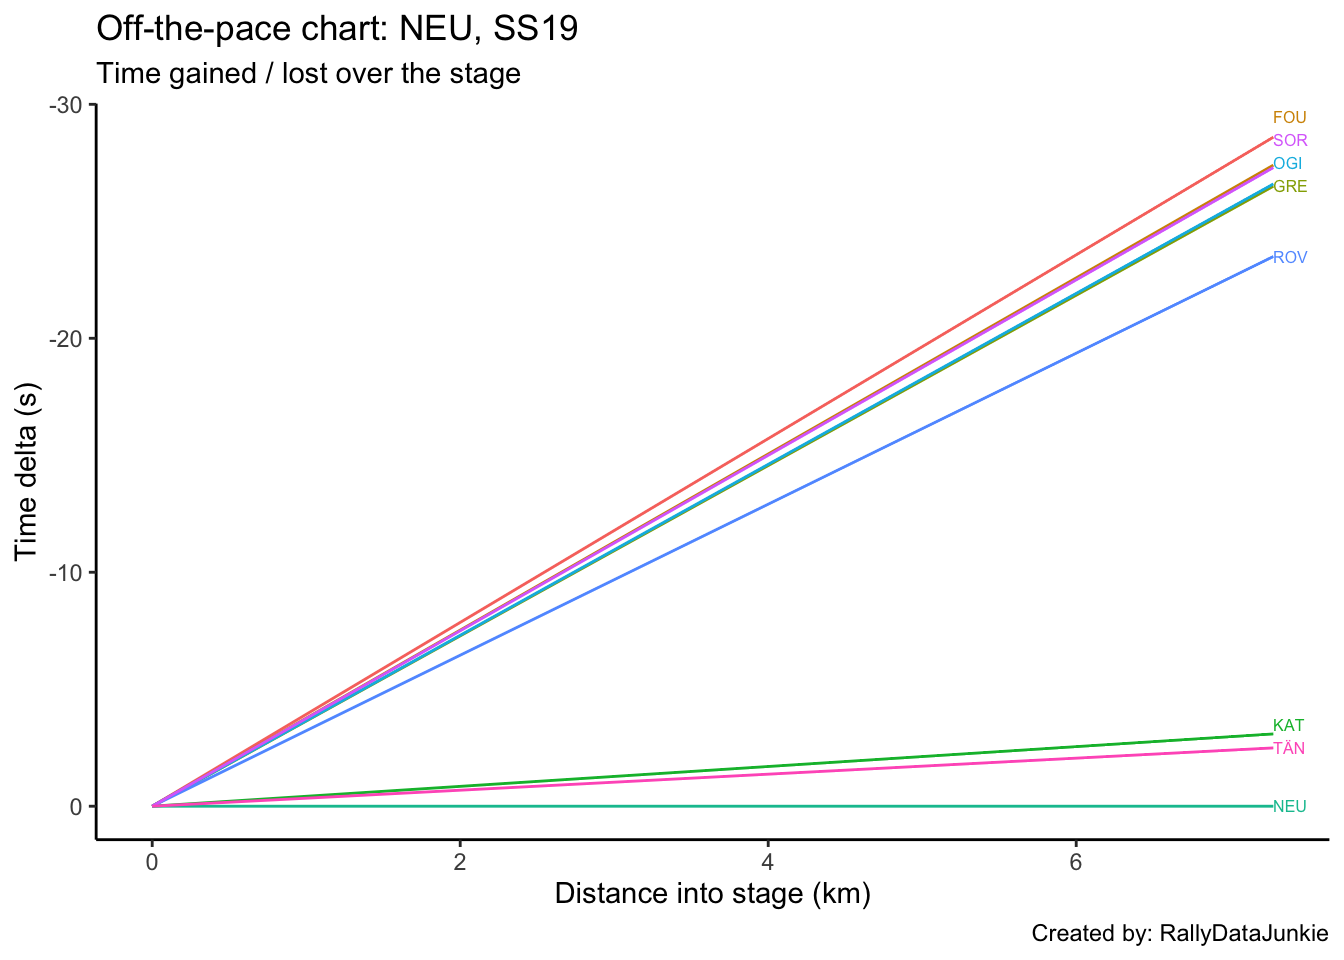 Off-the-pace chart: NEU, SS19
Time gained / lost over the stage
-30
-20
-10
0
Time delta (s)
FOU
SOR
OGI
GRE
ROV
KAT
TÄN
NEU
0 2 4 6
Distance into stage (km)
Created by: RallyDataJunkie